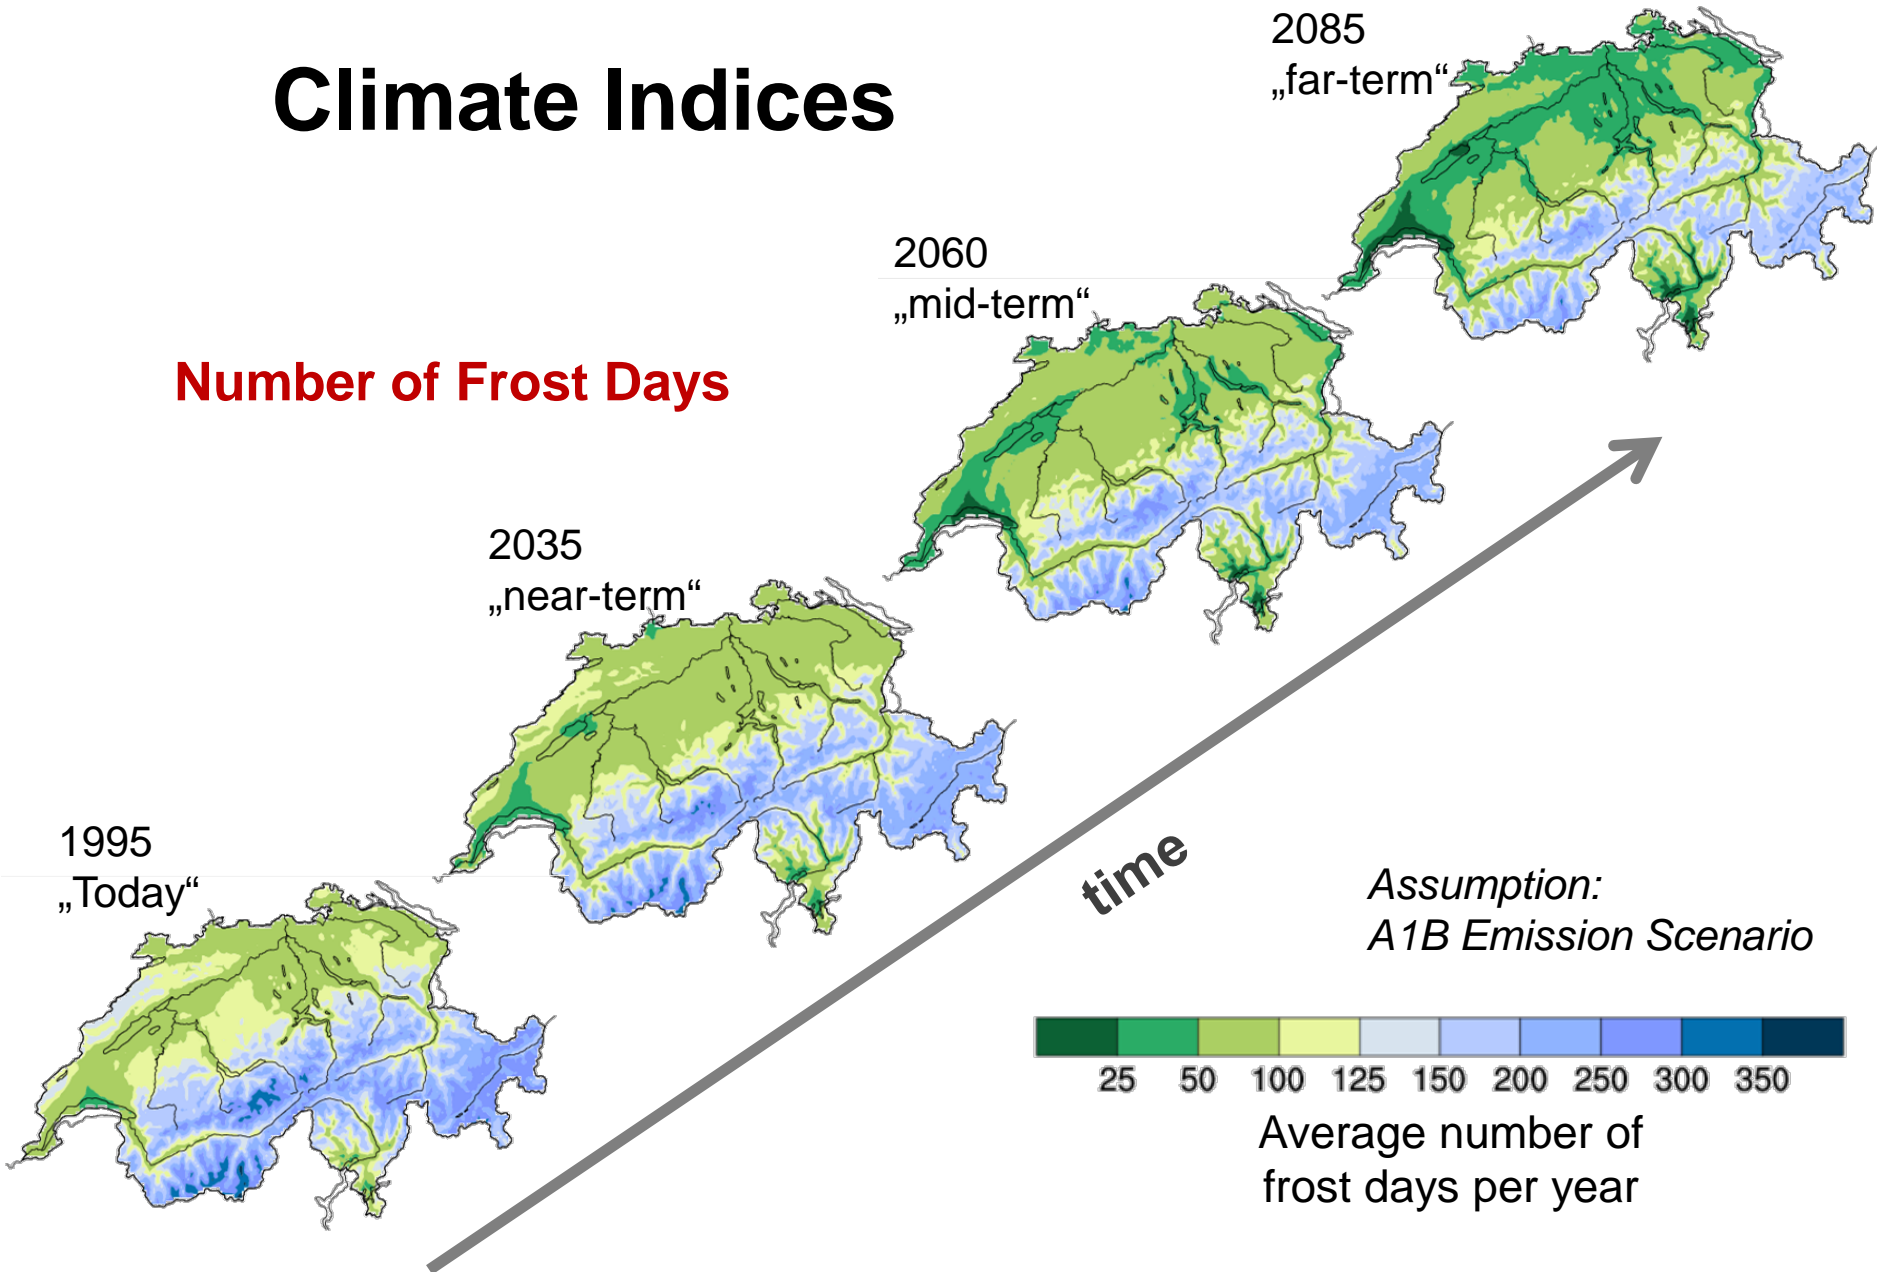 Climate Indices
Number of Frost Days
2085
„far-term“
2060
„mid-term“
2035
„near-term“
1995
„Today“
time
Assumption:
A1B Emission Scenario
25 50 100 125 150 200 250 300 350
Average number of
frost days per year